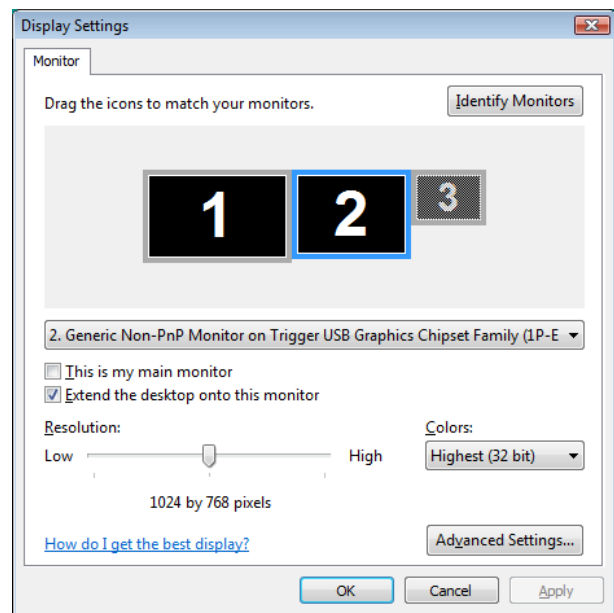 Display Settings
Monitor
Drag the icons to match your monitors.
Identify Monitors
1
2
3
2. Generic Non-PnP Monitor on Trigger USB Graphics Chipset Family (1P-E
This is my main monitor
Extend the desktop onto this monitor
Resolution:
Colors:
Low
High
Highest (32 bit)
1024 by 768 pixels
How do I get the best display?
Advanced Settings...
OK
Cancel
Apply